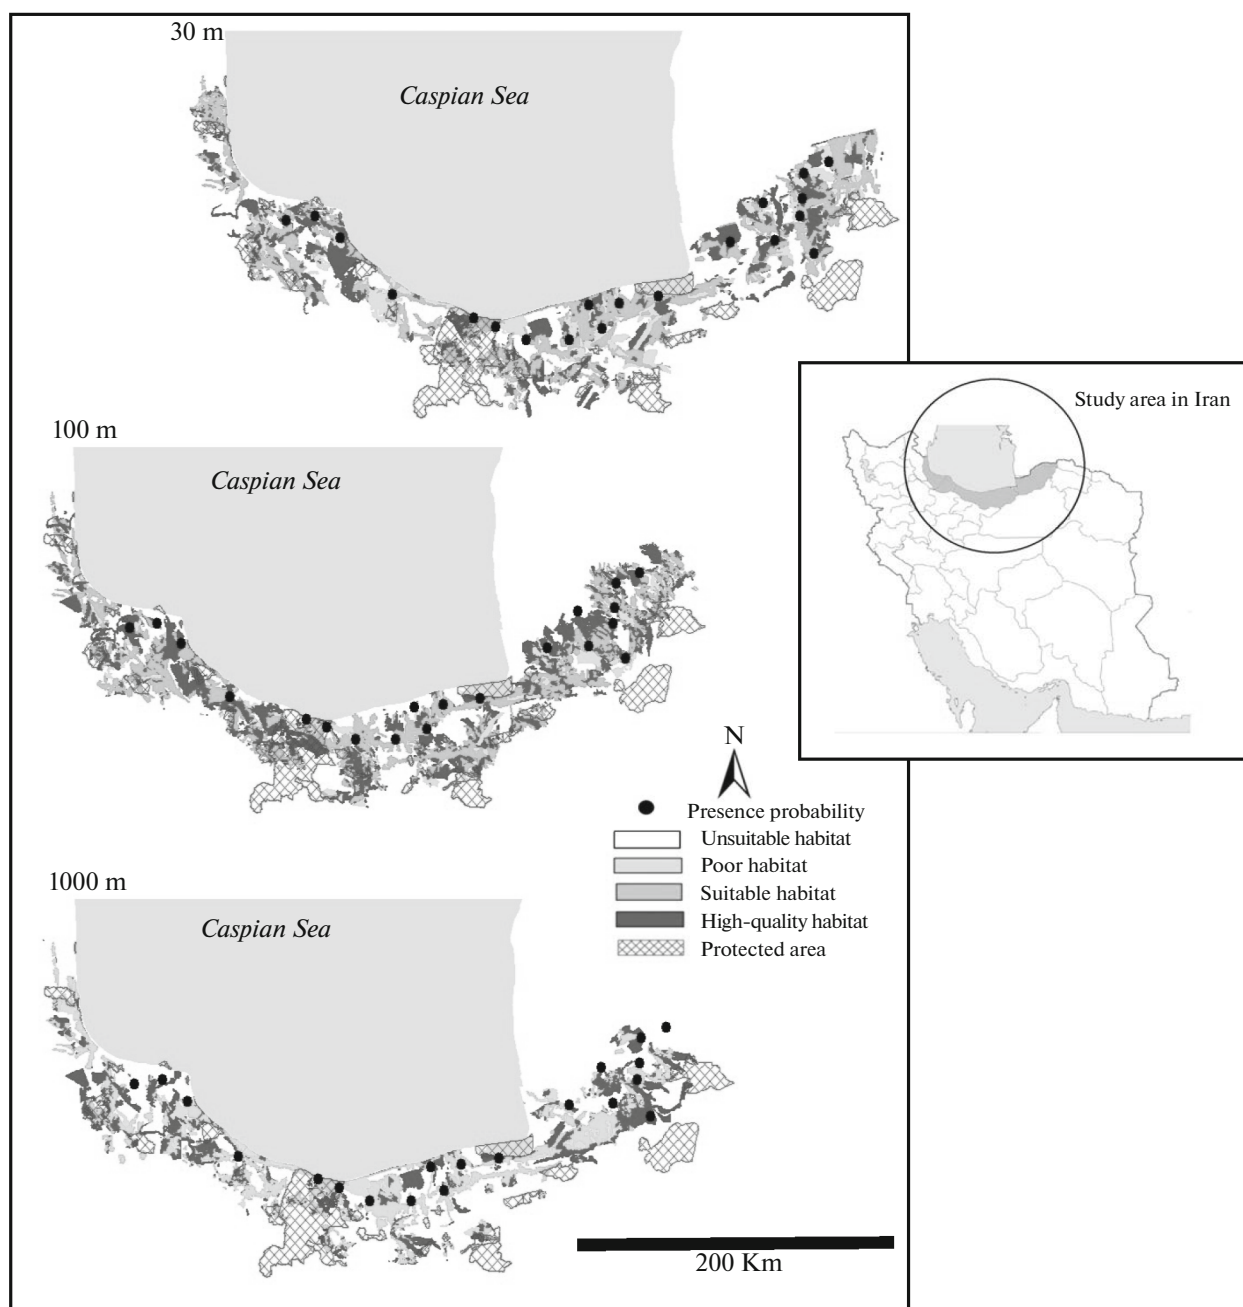 30 m
Caspian Sea
Study area in Iran
100 m
Caspian Sea
N
Presence probability
Unsuitable habitat
Poor habitat
Suitable habitat
High-quality habitat
Protected area
1000 m
Caspian Sea
200 Km